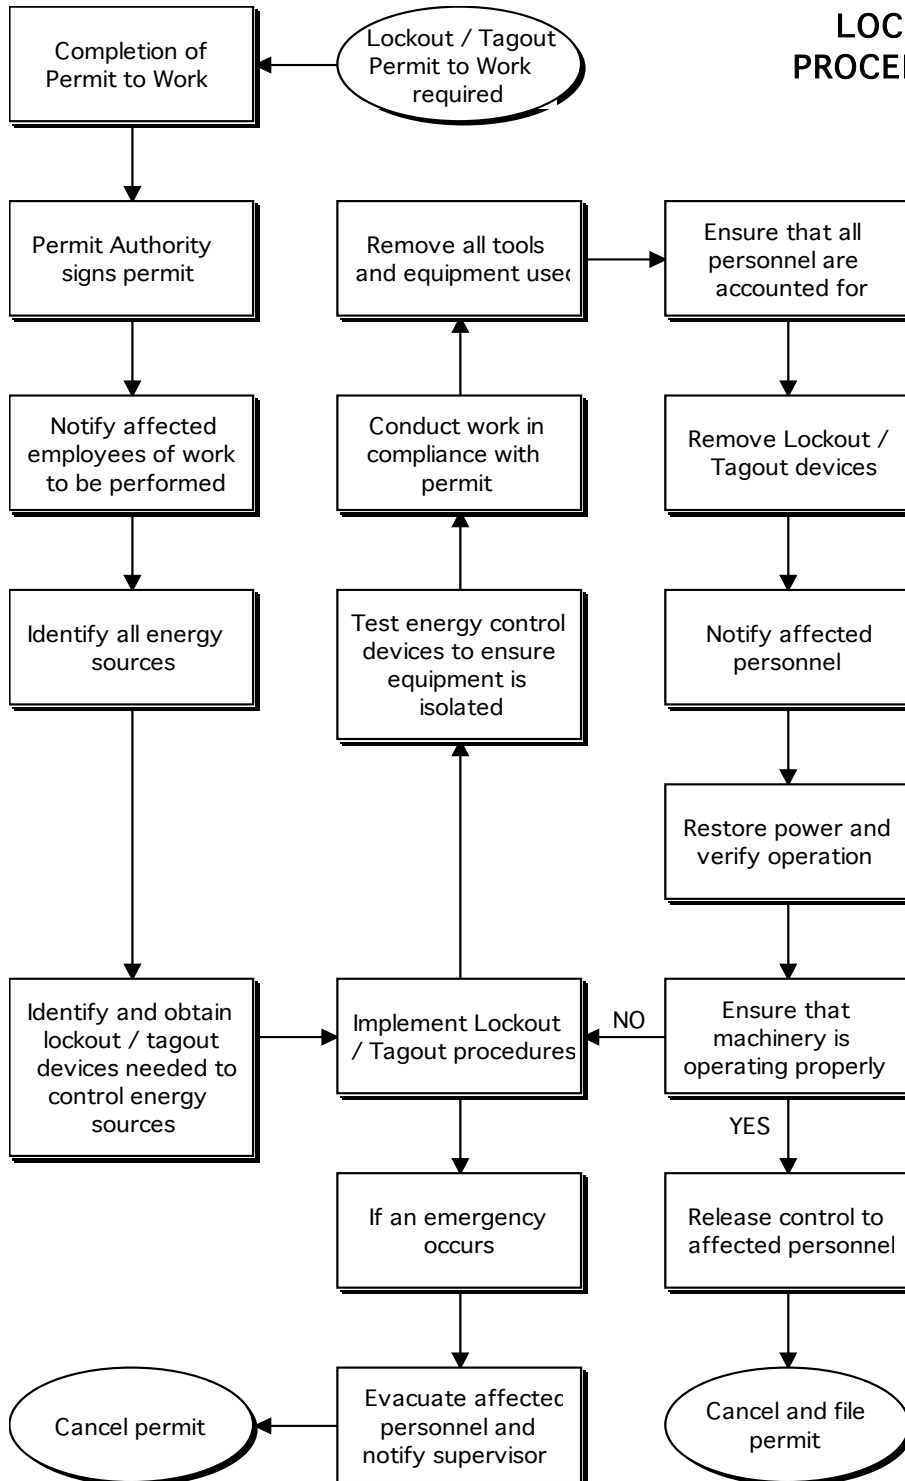 LOC
PROCE
Lockout / Tagout
Permit to Work
required
Completion of
Permit to Work
Permit Authority
signs permit
Notify affected
employees of work
to be performed
Identify all energy
sources
Identify and obtain
lockout / tagout
devices needed to
control energy
sources
Implement Lockout
/ Tagout procedures
Test energy control
devices to ensure
equipment is
isolated
Conduct work in
compliance with
permit
Remove all tools
and equipment used
Ensure that all
personnel are
accounted for
Remove Lockout /
Tagout devices
Notify affected
personnel
Restore power and
verify operation
Ensure that
machinery is
operating properly
NO
YES
Release control to
affected personnel
Cancel and file
permit
If an emergency
occurs
Evacuate affected
personnel and
notify supervisor
Cancel permit